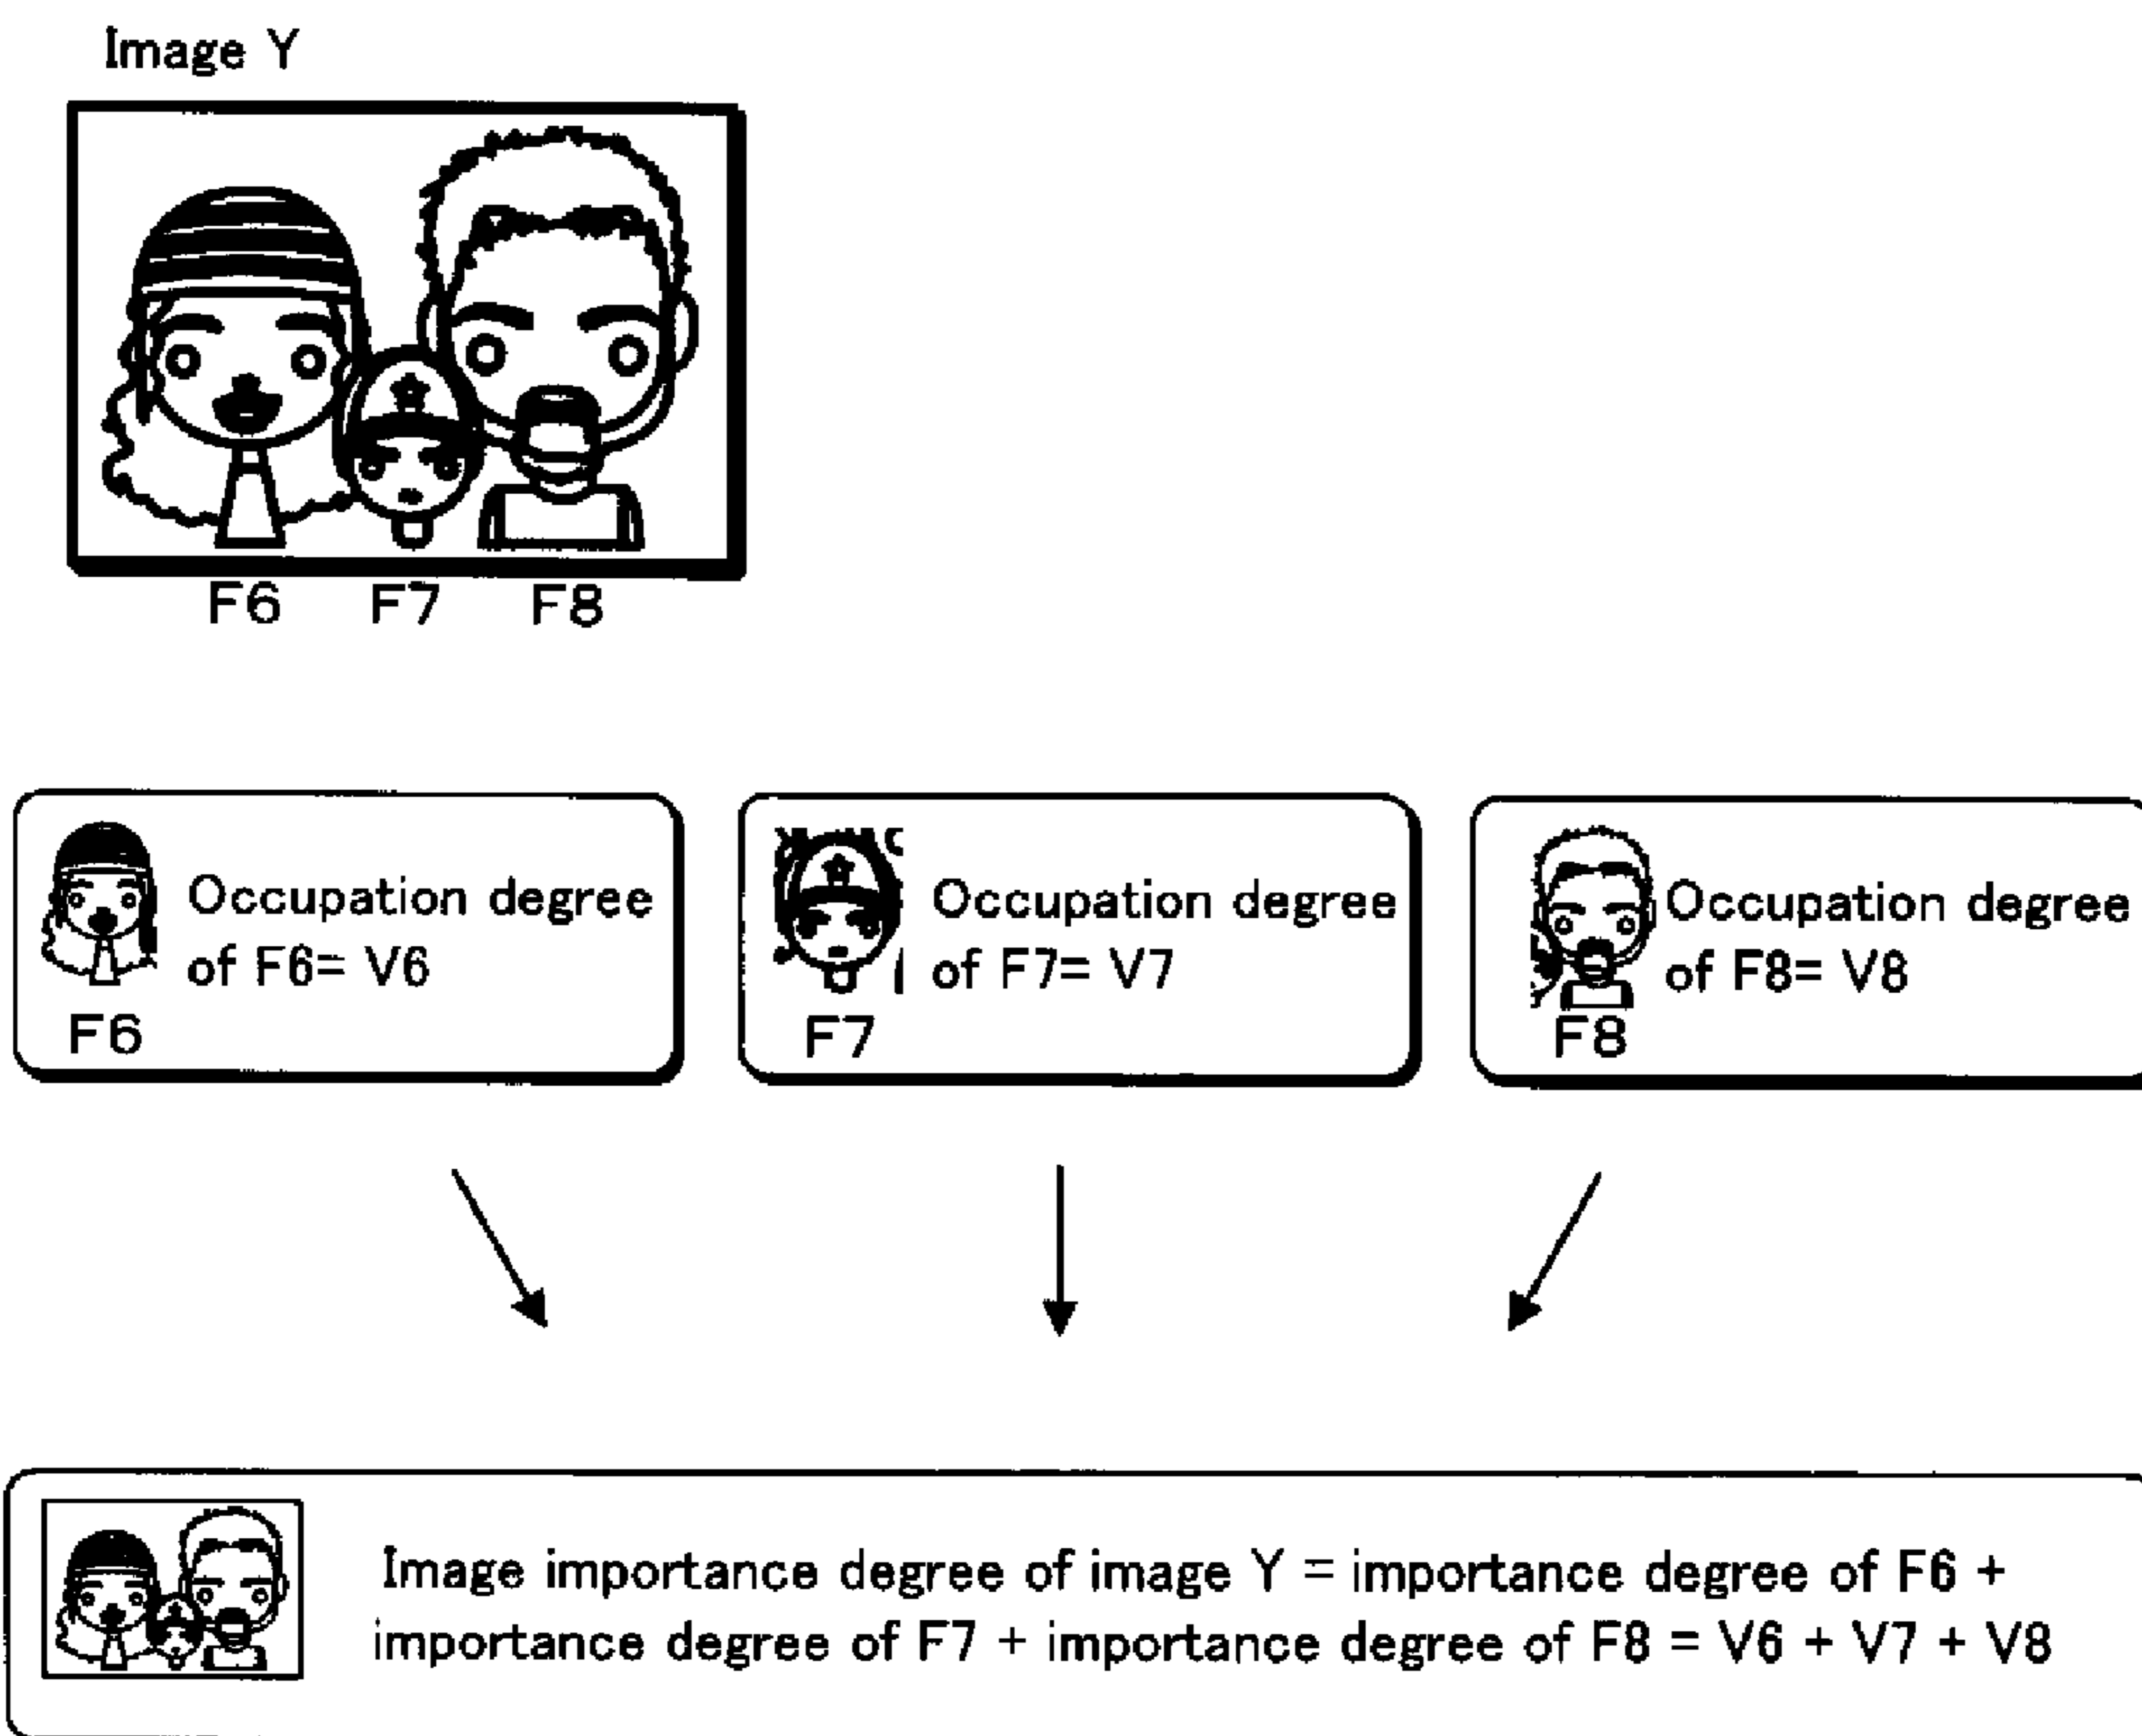 Image Y
F6 F7 F8
Occupation degree
of F6= V6
F6
Occupation degree
of F7= V7
F7
Occupation degree
of F8= V8
F8
Image importance degree of image Y = importance degree of F6 +
importance degree of F7 + importance degree of F8 = V6 + V7 + V8